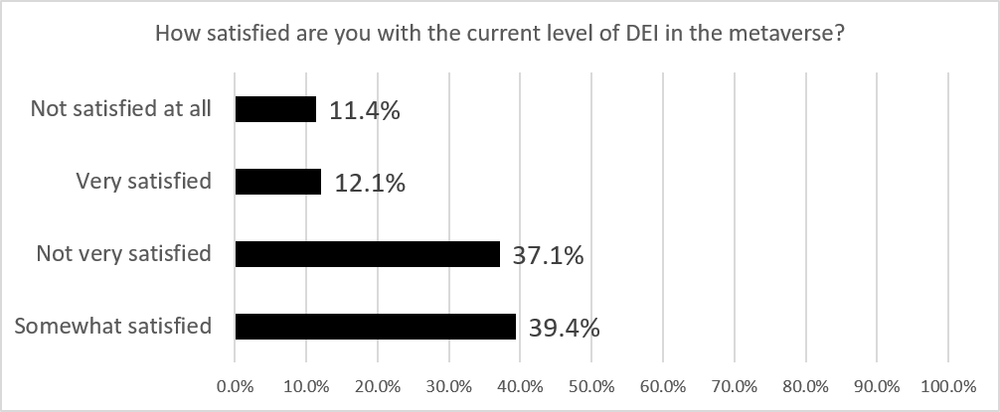 How satisfied are you with the current level of DEI in the metaverse?
Not satisfied at all 11.4%
Very satisfied 12.1%
Not very satisfied 37.1%
Somewhat satisfied 39.4%
0.0% 10.0% 20.0% 30.0% 40.0% 50.0% 60.0% 70.0% 80.0% 90.0% 100.0%